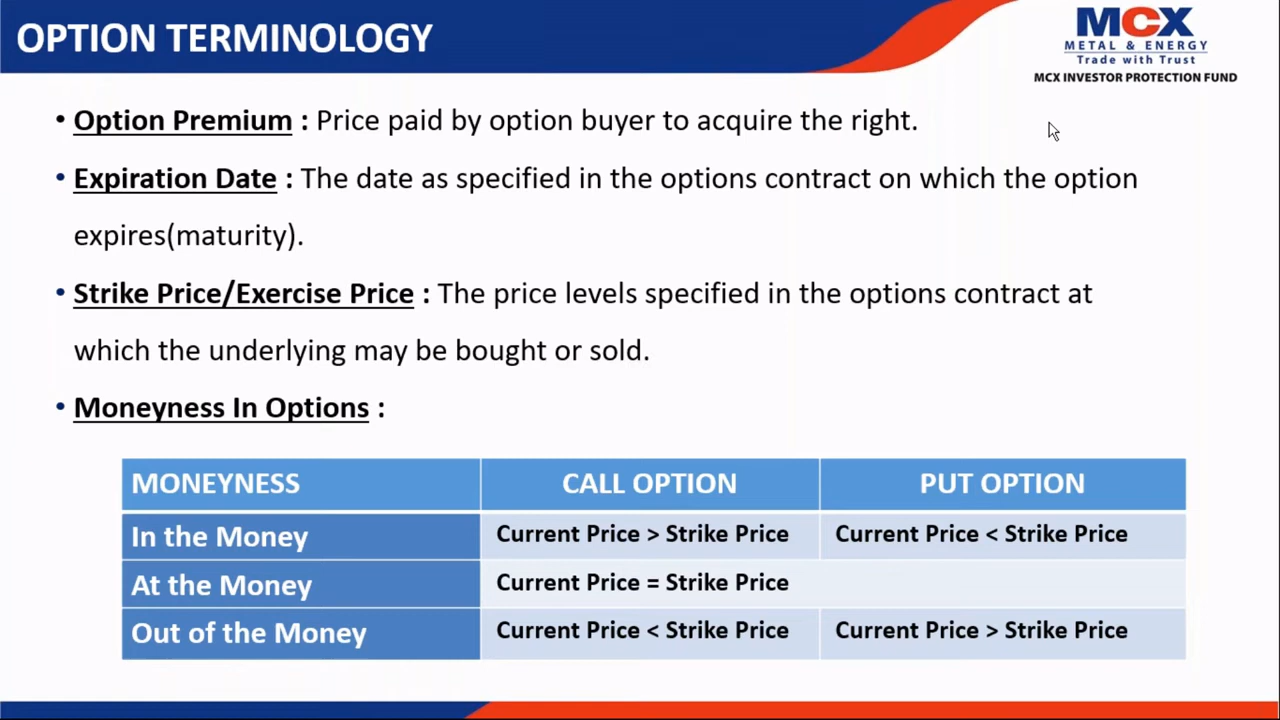 OPTION TERMINOLOGY
MCX
METAL & ENERGY
Trade with Trust
MCX INVESTOR PROTECTION FUND
• Option Premium : Price paid by option buyer to acquire the right.
• Expiration Date : The date as specified in the options contract on which the option
expires(maturity).
• Strike Price/Exercise Price : The price levels specified in the options contract at
which the underlying may be bought or sold.
• Moneyness In Options :
MONEYNESS CALL OPTION PUT OPTION
In the Money Current Price > Strike Price Current Price < Strike Price
At the Money Current Price = Strike Price
Out of the Money Current Price < Strike Price Current Price > Strike Price